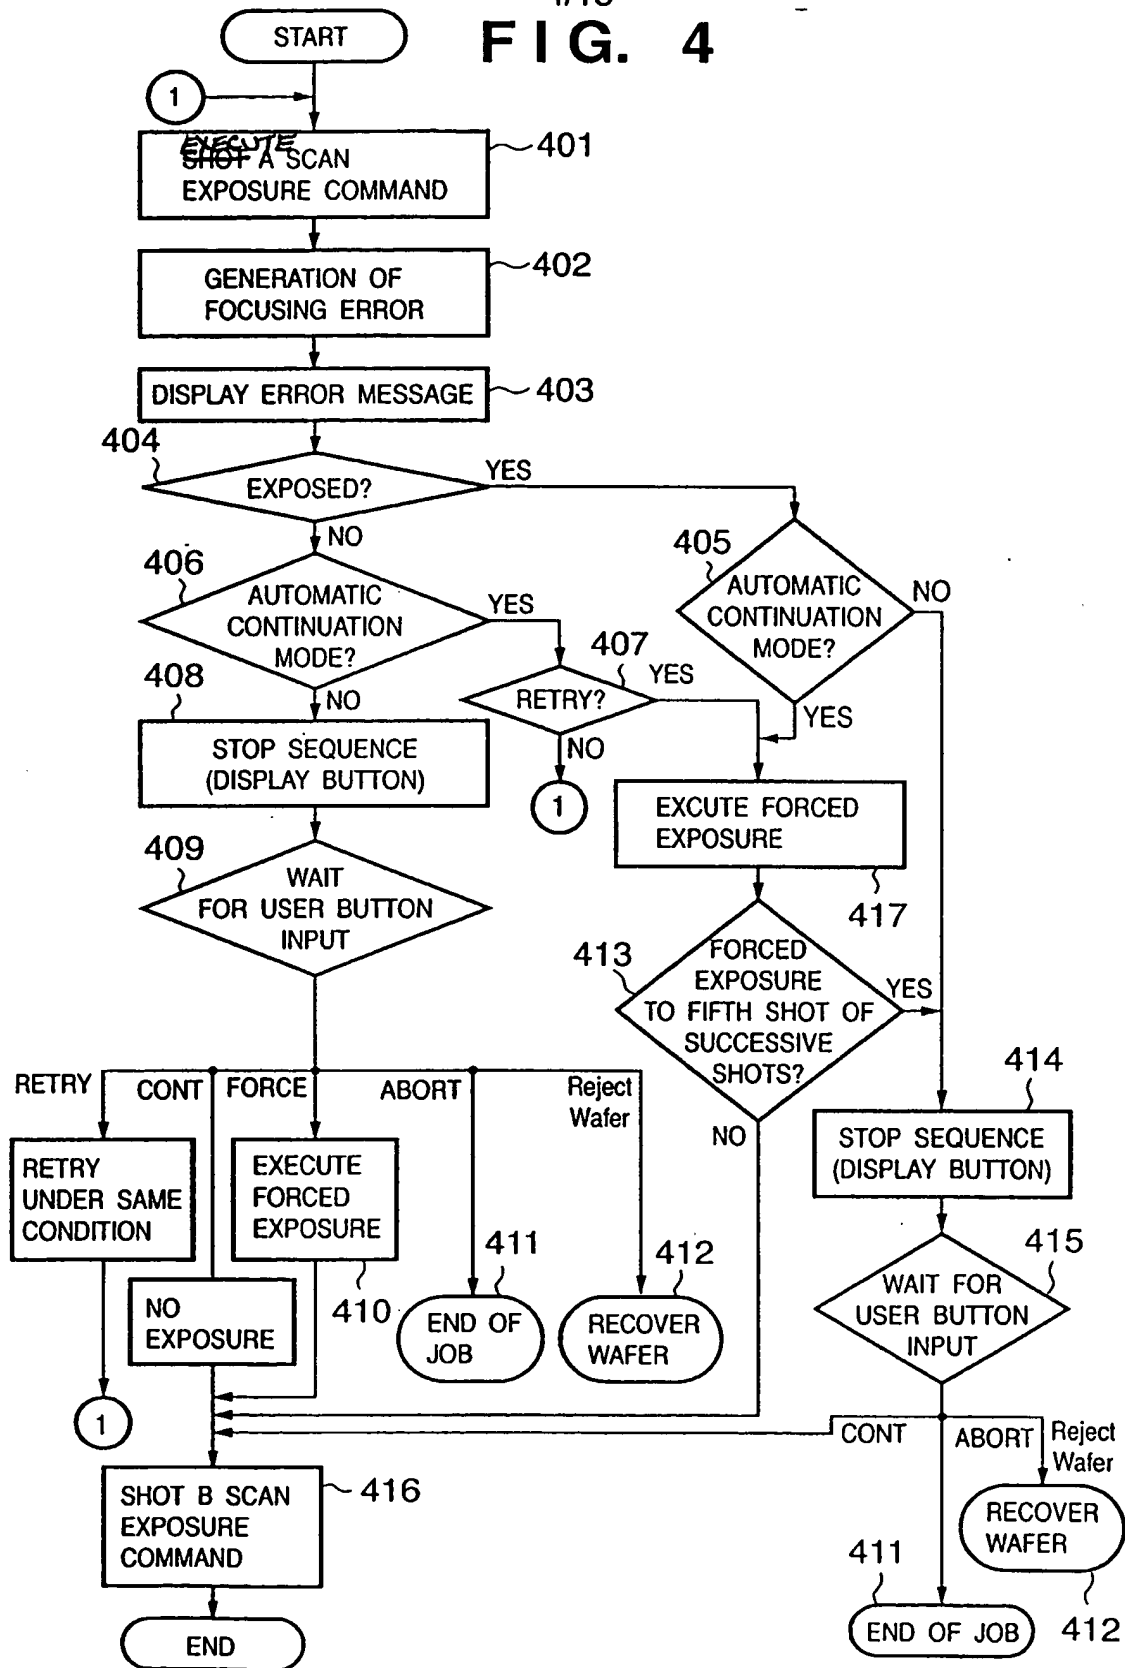 FIG. 4
START
1
EXECUTE
SHOT A SCAN
EXPOSURE COMMAND
401
GENERATION OF
FOCUSING ERROR
402
DISPLAY ERROR MESSAGE
403
404
EXPOSED?
YES
NO
405
AUTOMATIC
CONTINUATION
MODE?
NO
YES
406
AUTOMATIC
CONTINUATION
MODE?
YES
NO
407
RETRY?
YES
NO
1
408
STOP SEQUENCE
(DISPLAY BUTTON)
EXCUTE FORCED
EXPOSURE
417
409
WAIT
FOR USER BUTTON
INPUT
413
FORCED
EXPOSURE
TO FIFTH SHOT OF
SUCCESSIVE
SHOTS?
YES
NO
RETRY
CONT
FORCE
ABORT
Reject
Wafer
414
STOP SEQUENCE
(DISPLAY BUTTON)
RETRY
UNDER SAME
CONDITION
EXECUTE
FORCED
EXPOSURE
410
NO
EXPOSURE
411
END OF
JOB
412
RECOVER
WAFER
415
WAIT FOR
USER BUTTON
INPUT
1
CONT
ABORT
Reject
Wafer
SHOT B SCAN
EXPOSURE
COMMAND
416
RECOVER
WAFER
412
411
END OF JOB
END